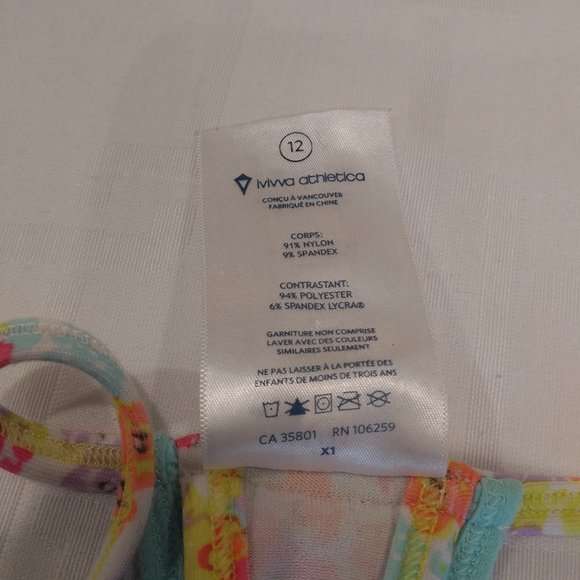 12
ivivva athletica
CONÇU À VANCOUVER
FABRIQUÉ EN CHINE
CORPS:
91% NYLON
9% SPANDEX
CONTRASTANT:
94% POLYESTER
6% SPANDEX LYCRA®
GARNITURE NON COMPRISE
LAVER AVEC DES COULEURS
SIMILAIRES SEULEMENT
NE PAS LAISSER À LA PORTÉE DES
ENFANTS DE MOINS DE TROIS ANS
CA 35801 RN 106259
X1